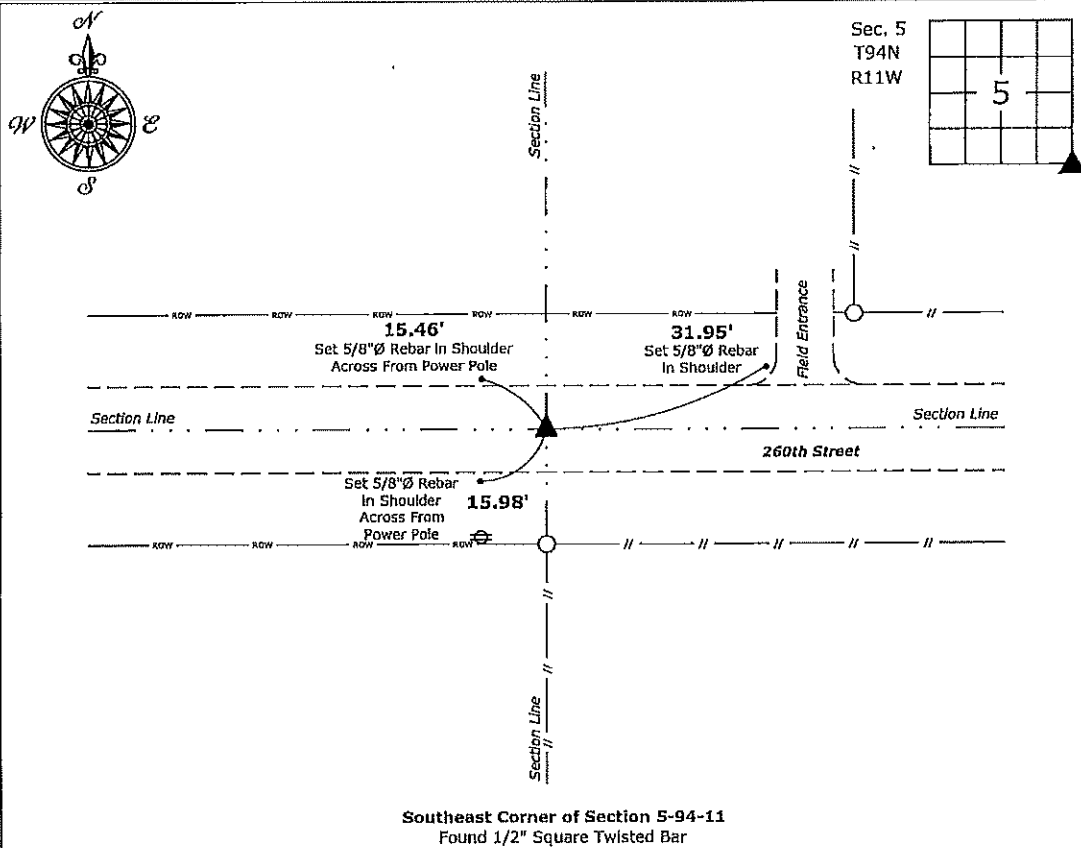 N
W
E
S
Sec. 5
T94N
R11W
5
Section Line
ROW ROW ROW ROW ROW ROW
15.46'
Set 5/8"Ø Rebar In Shoulder
Across From Power Pole
31.95'
Set 5/8"Ø Rebar
In Shoulder
Field Entrance
Section Line
Section Line
260th Street
Set 5/8"Ø Rebar
In Shoulder
Across From
Power Pole
15.98'
ROW ROW ROW ROW
Section Line
Southeast Corner of Section 5-94-11
Found 1/2" Square Twisted Bar